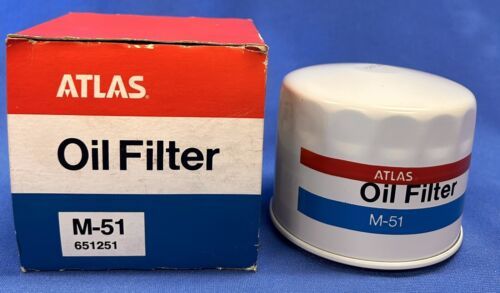 ATLAS®
Oil Filter
M-51
651251
ATLAS
Oil Filter
M-51